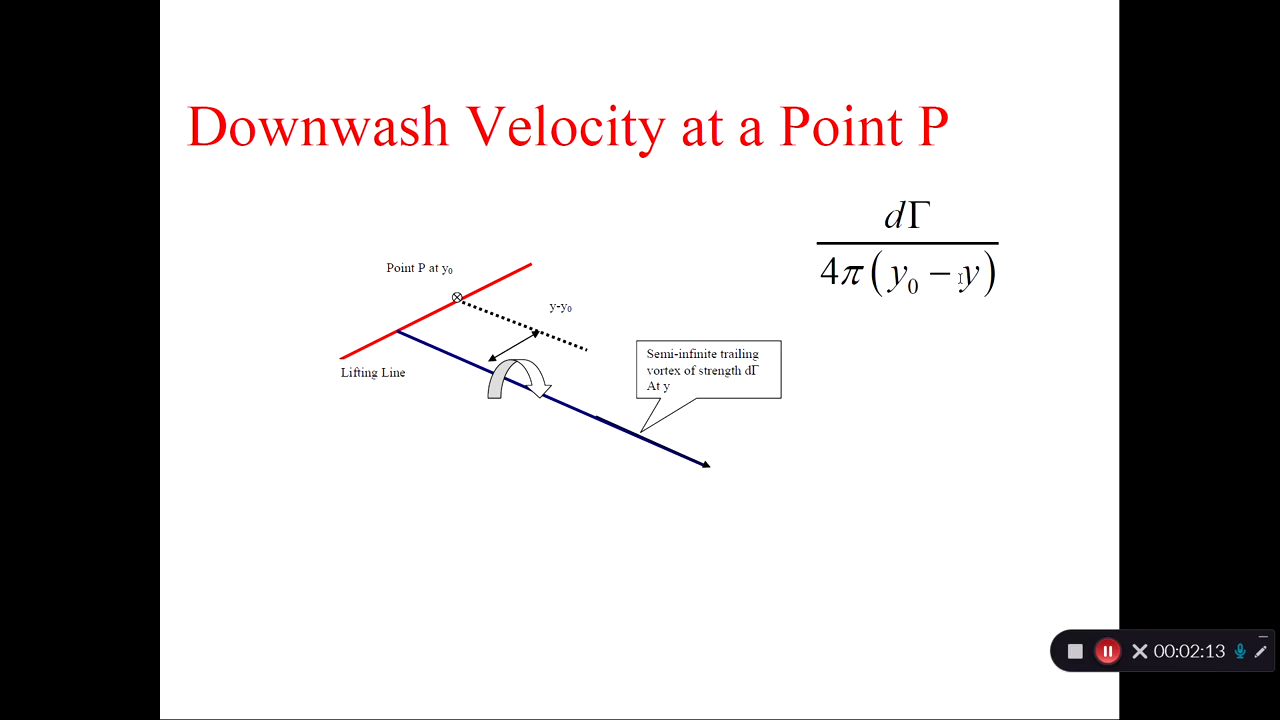 Downwash Velocity at a Point P
dΓ
4π(y₀ − y)
Point P at y₀
y-y₀
Semi-infinite trailing
vortex of strength dΓ
At y
Lifting Line
00:02:13